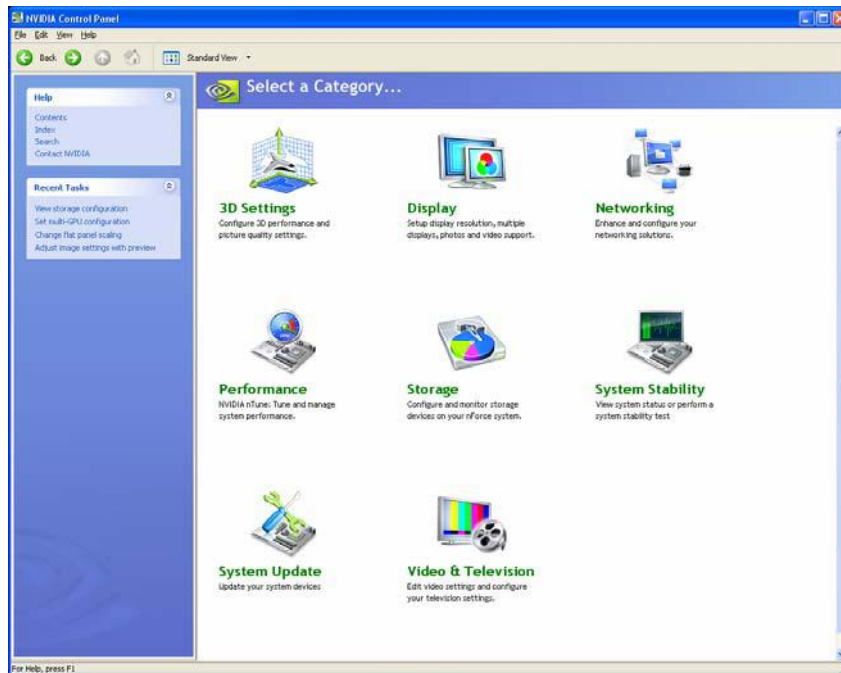 NVIDIA Control Panel
File Edit View Help
Back
Standard View
Help
Contents
Index
Search
Contact NVIDIA
Recent Tasks
View storage configuration
Set multi-GPU configuration
Change flat panel scaling
Adjust image settings with preview
Select a Category...
3D Settings
Configure 3D performance and
picture quality settings.
Display
Setup display resolution, multiple
displays, photos and video support.
Networking
Enhance and configure your
networking solutions.
Performance
NVIDIA nTune: Tune and manage
system performance.
Storage
Configure and monitor storage
devices on your nForce system.
System Stability
View system status or perform a
system stability test
System Update
Update your system devices
Video & Television
Edit video settings and configure
your television settings.
For Help, press F1